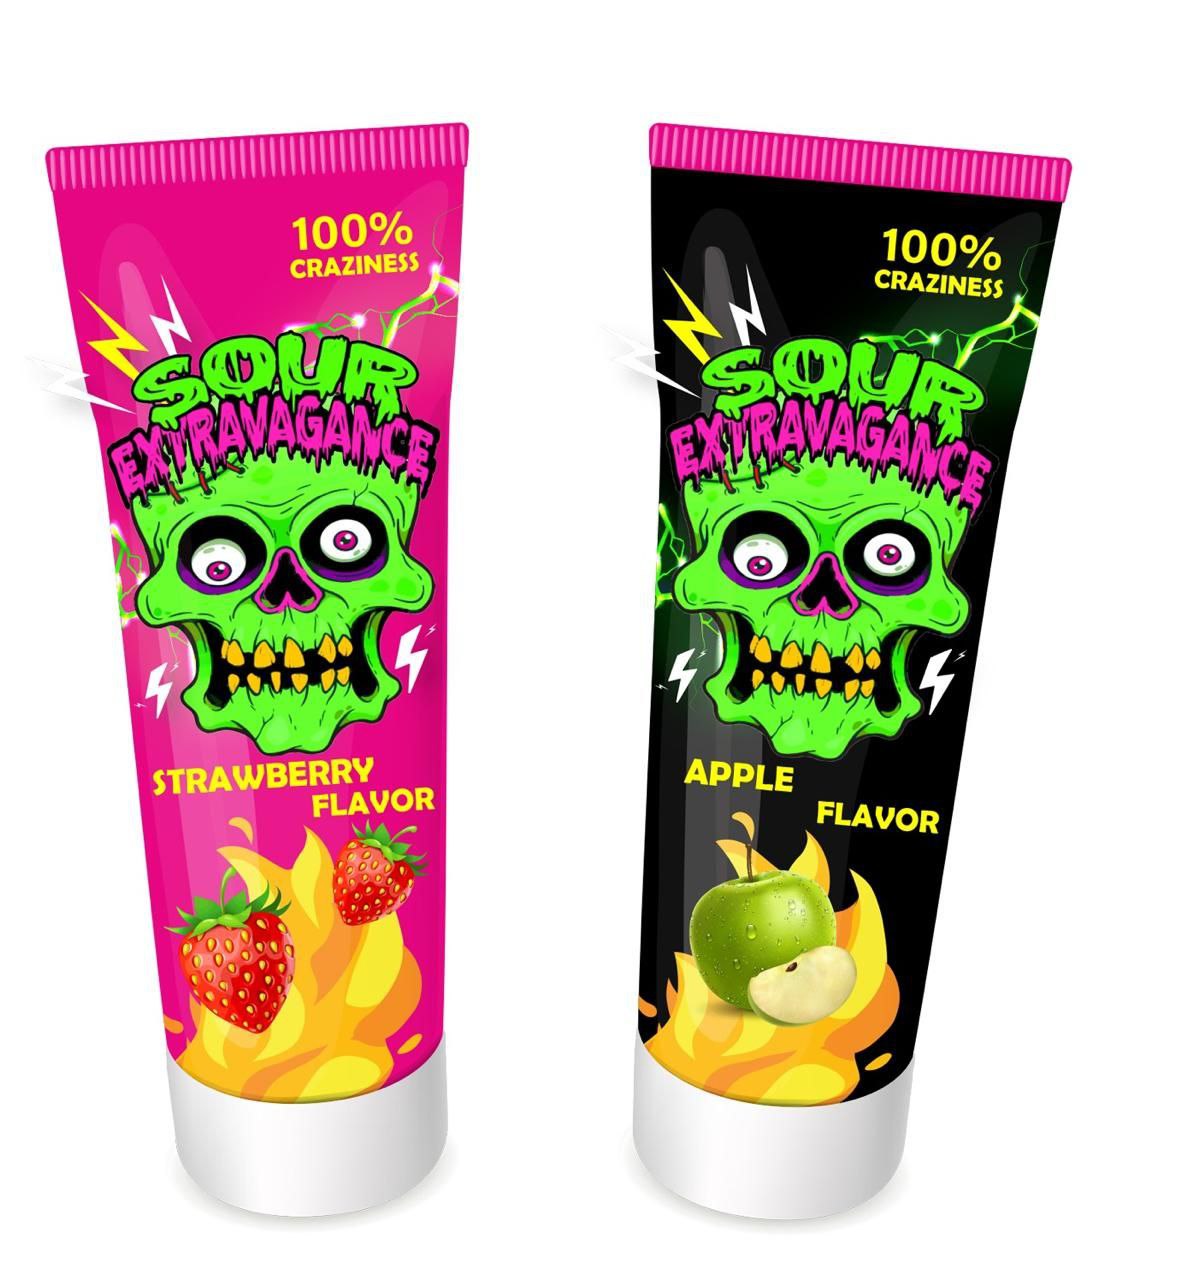 100%
CRAZINESS
SOUR
EXTRAVAGANCE
STRAWBERRY
FLAVOR
100%
CRAZINESS
SOUR
EXTRAVAGANCE
APPLE
FLAVOR